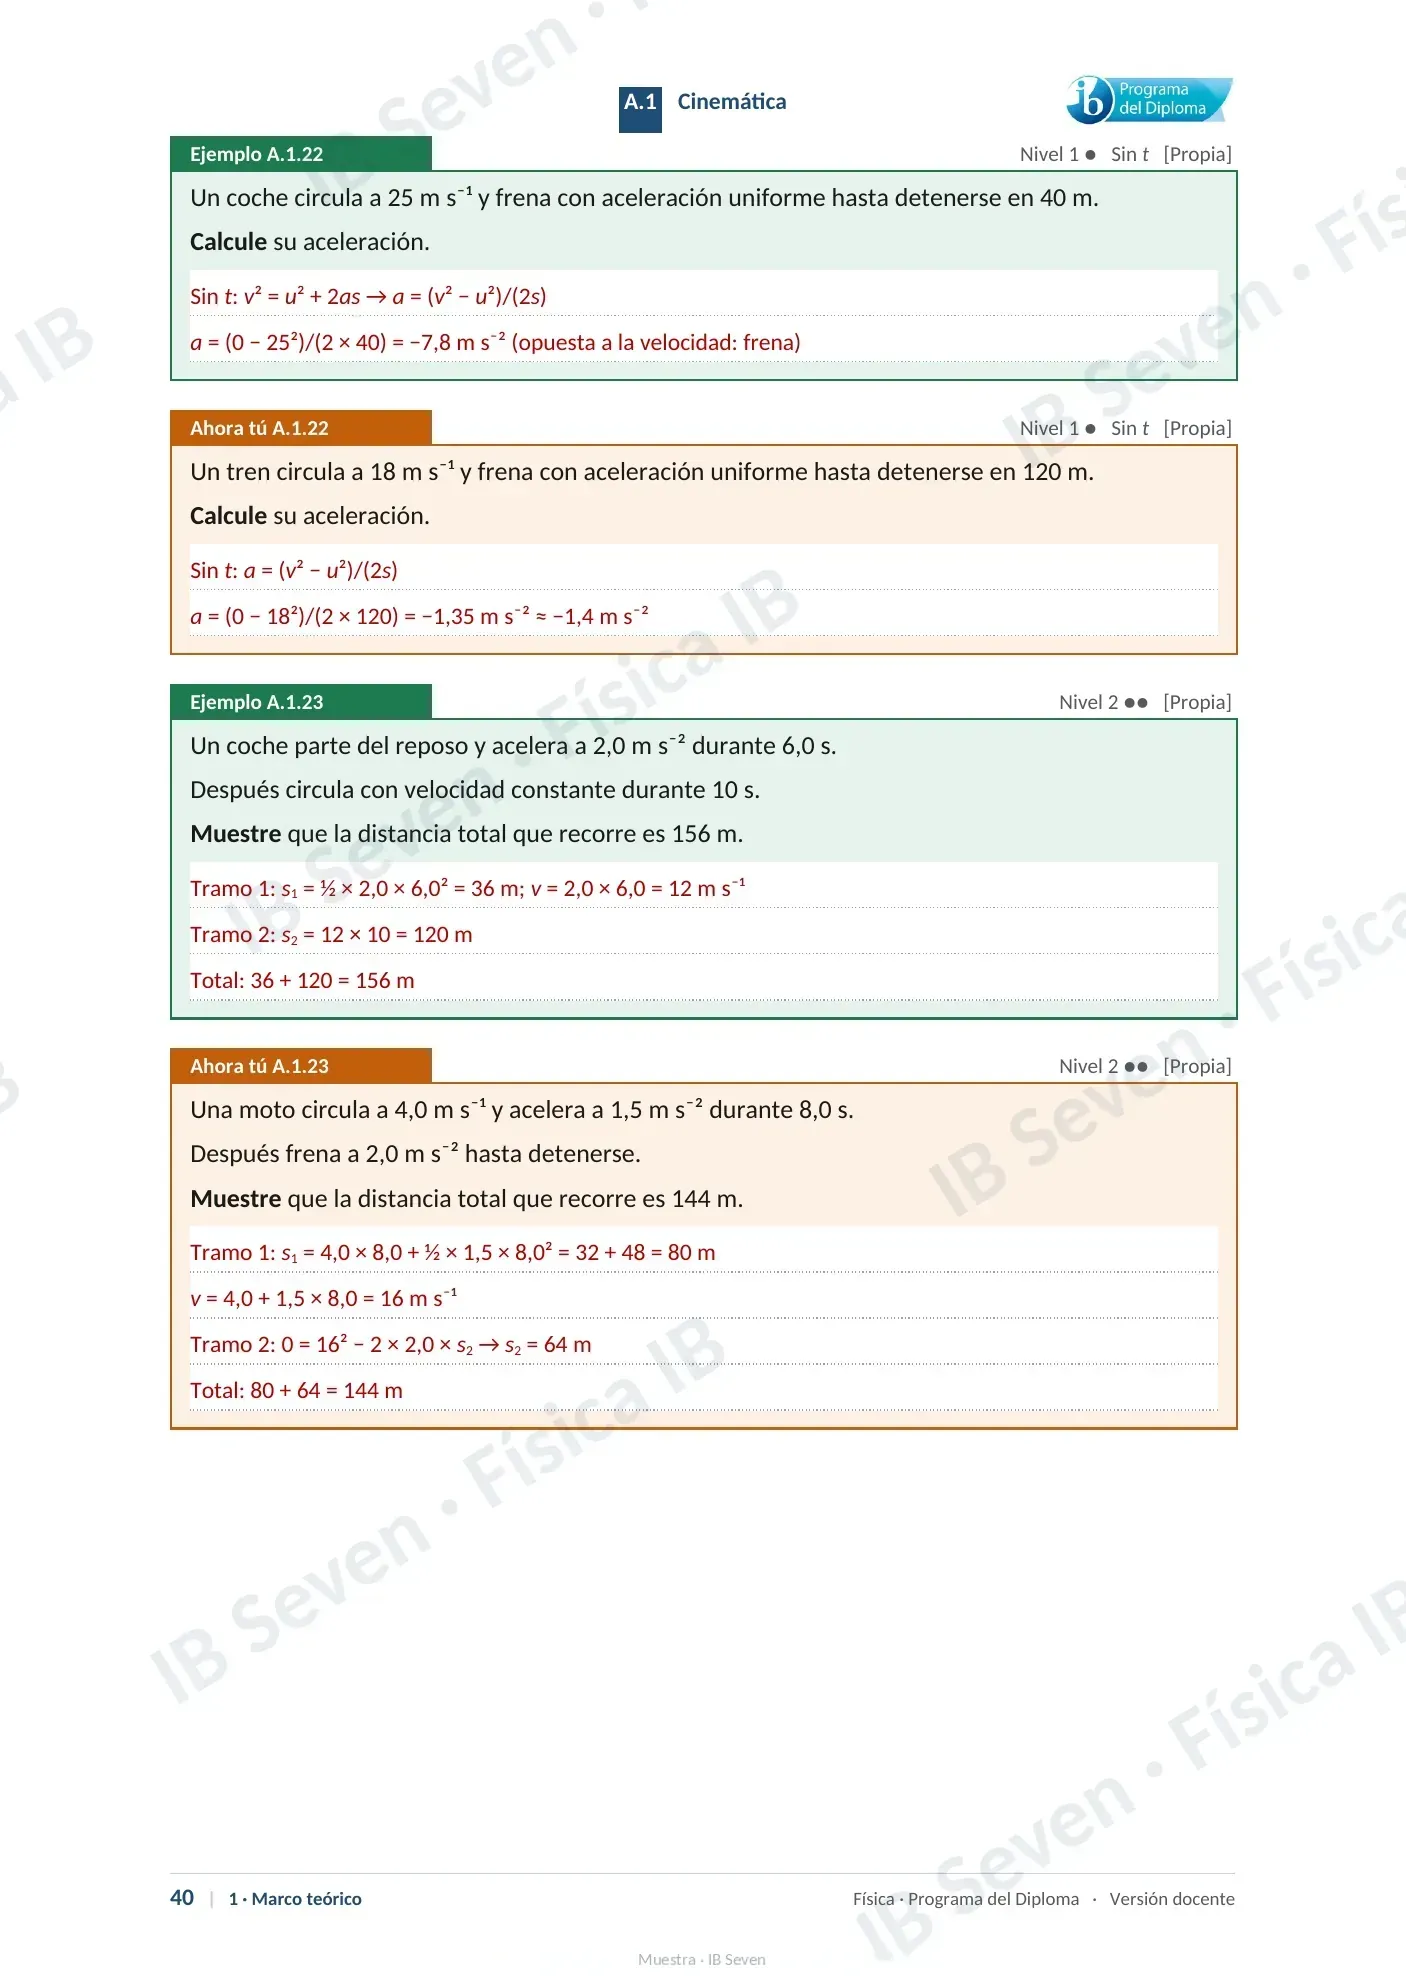 A.1 Cinemática
ib Programa
del Diploma
Ejemplo A.1.22 Nivel 1 ● Sin t [Propia]
Un coche circula a 25 m s⁻¹ y frena con aceleración uniforme hasta detenerse en 40 m.
Calcule su aceleración.
Sin t: v² = u² + 2as → a = (v² − u²)/(2s)
a = (0 − 25²)/(2 × 40) = −7,8 m s⁻² (opuesta a la velocidad: frena)
Ahora tú A.1.22 Nivel 1 ● Sin t [Propia]
Un tren circula a 18 m s⁻¹ y frena con aceleración uniforme hasta detenerse en 120 m.
Calcule su aceleración.
Sin t: a = (v² − u²)/(2s)
a = (0 − 18²)/(2 × 120) = −1,35 m s⁻² ≈ −1,4 m s⁻²
Ejemplo A.1.23 Nivel 2 ●● [Propia]
Un coche parte del reposo y acelera a 2,0 m s⁻² durante 6,0 s.
Después circula con velocidad constante durante 10 s.
Muestre que la distancia total que recorre es 156 m.
Tramo 1: s₁ = ½ × 2,0 × 6,0² = 36 m; v = 2,0 × 6,0 = 12 m s⁻¹
Tramo 2: s₂ = 12 × 10 = 120 m
Total: 36 + 120 = 156 m
Ahora tú A.1.23 Nivel 2 ●● [Propia]
Una moto circula a 4,0 m s⁻¹ y acelera a 1,5 m s⁻² durante 8,0 s.
Después frena a 2,0 m s⁻² hasta detenerse.
Muestre que la distancia total que recorre es 144 m.
Tramo 1: s₁ = 4,0 × 8,0 + ½ × 1,5 × 8,0² = 32 + 48 = 80 m
v = 4,0 + 1,5 × 8,0 = 16 m s⁻¹
Tramo 2: 0 = 16² − 2 × 2,0 × s₂ → s₂ = 64 m
Total: 80 + 64 = 144 m
IB Seven · Física IB
40 | 1 · Marco teórico Física · Programa del Diploma · Versión docente
Muestra · IB Seven